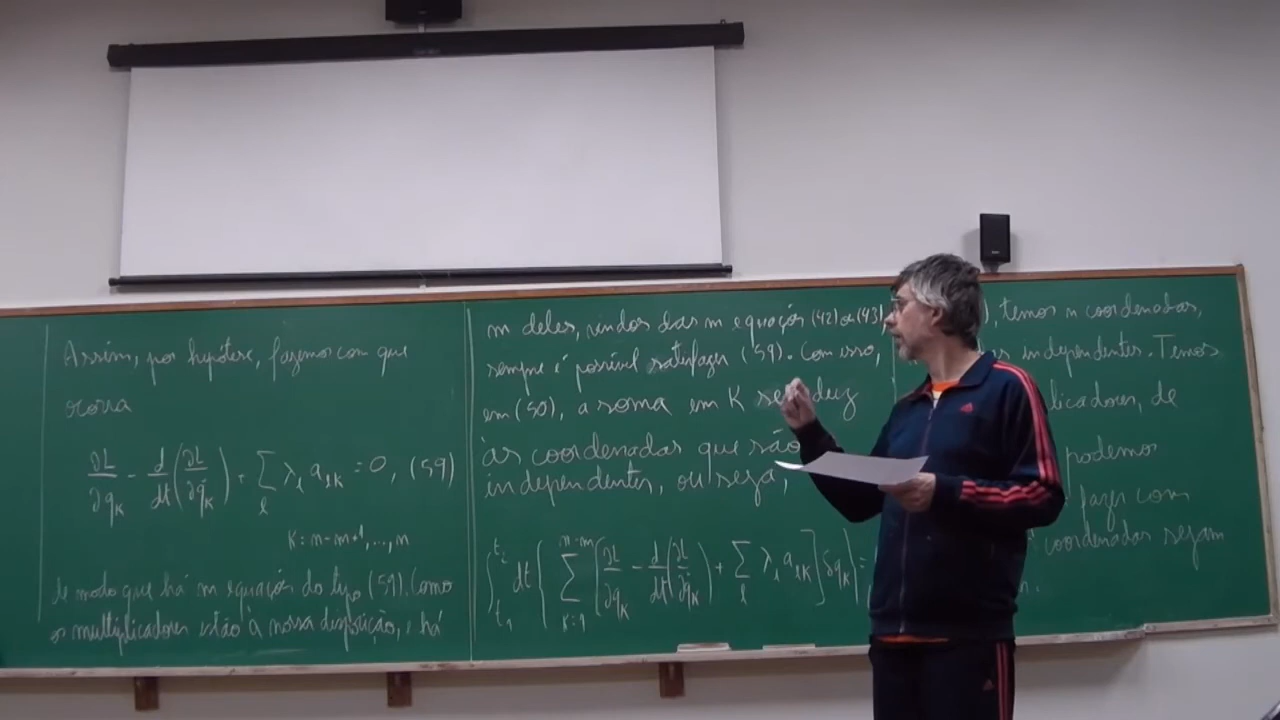 Assim, por hipótese, fazemos com que
ocorra
∂L/∂q_K - d/dt(∂L/∂q̇_K) + Σ_ℓ λ_ℓ a_ℓK = 0, (59)
K = n-m+1, ..., n
de modo que há m equações do tipo (59). Como
os multiplicadores estão à nossa disposição, e há
m deles, vindos das m equações (42) ou (43),
sempre é possível satisfazer (59). Com isso,
em (50), a soma em K se reduz
às coordenadas que são
independentes, ou seja,
∫_{t_1}^{t_2} dt { Σ_{K=1}^{n-m} [∂L/∂q_K - d/dt(∂L/∂q̇_K) + Σ_ℓ λ_ℓ a_ℓK] δq_K } =
, temos n coordenadas,
independentes. Temos
, de
podemos
fazer com
coordenadas sejam